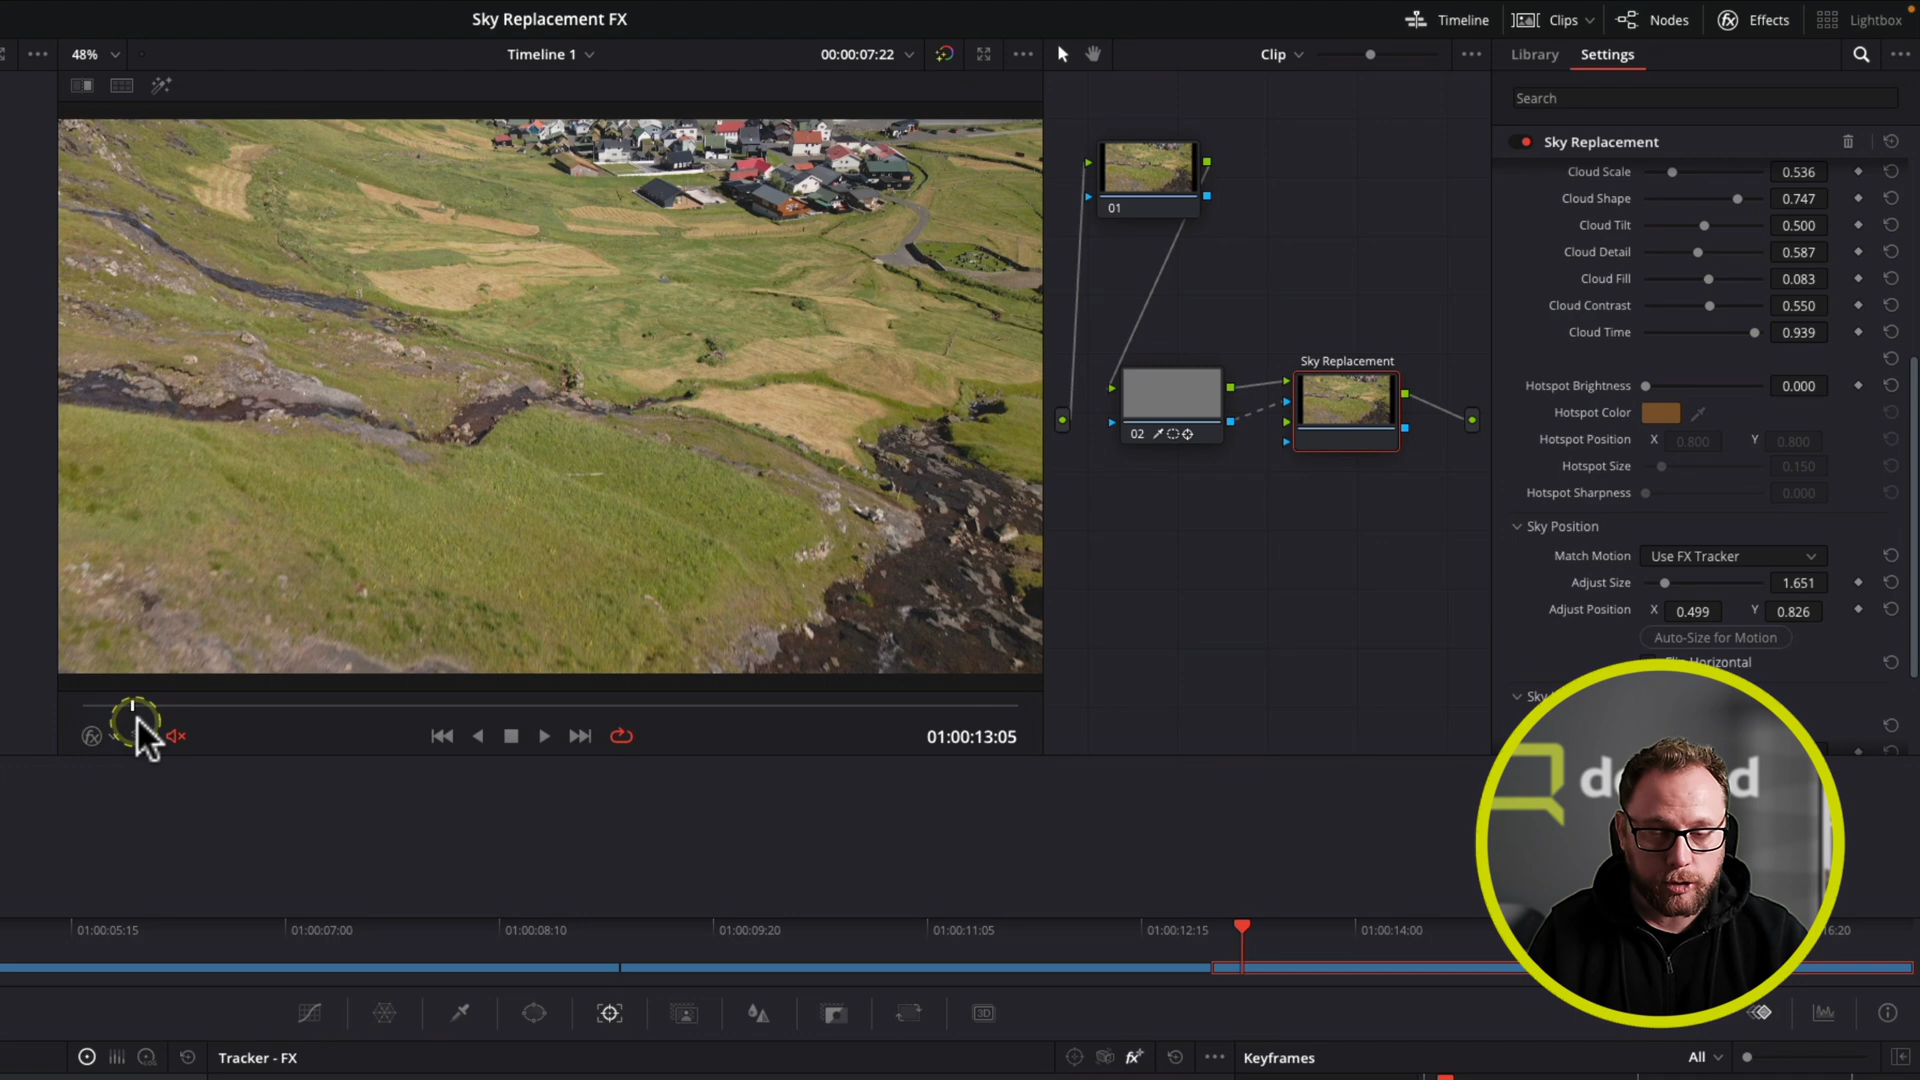 Sky Replacement FX
Timeline
Clips
Nodes
Effects
Lightbox
48%
Timeline 1
00:00:07:22
Clip
Library
Settings
Search
Sky Replacement
Cloud Scale 0.536
Cloud Shape 0.747
Cloud Tilt 0.500
Cloud Detail 0.587
Cloud Fill 0.083
Cloud Contrast 0.550
Cloud Time 0.939
Hotspot Brightness 0.000
Hotspot Color
Hotspot Position X 0.800 Y 0.800
Hotspot Size 0.150
Hotspot Sharpness 0.000
Sky Position
Match Motion Use FX Tracker
Adjust Size 1.651
Adjust Position X 0.499 Y 0.826
Auto-Size for Motion
Horizontal
01
Sky Replacement
02
01:00:13:05
01:00:05:15
01:00:07:00
01:00:08:10
01:00:09:20
01:00:11:05
01:00:12:15
01:00:14:00
16:20
3D
Tracker - FX
fx
Keyframes
All